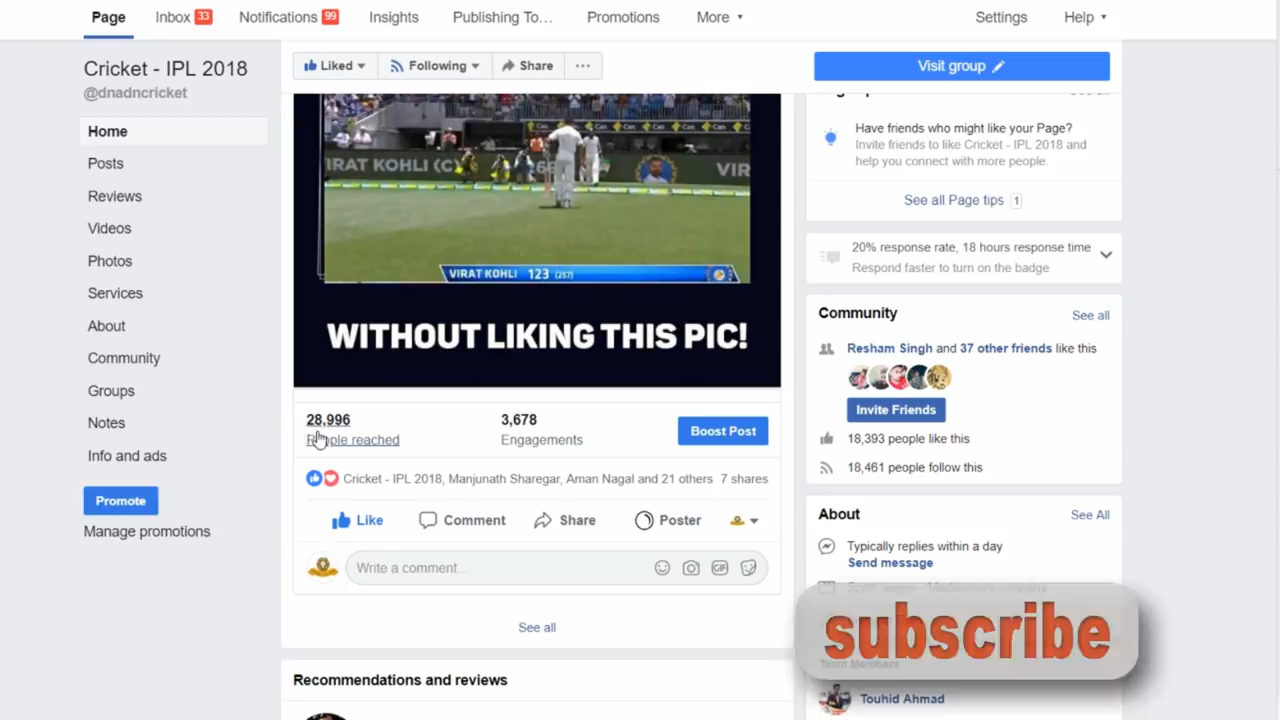 Page
Inbox 33
Notifications 99
Insights
Publishing To…
Promotions
More
Settings
Help
Cricket - IPL 2018
@dnadncricket
Home
Posts
Reviews
Videos
Photos
Services
About
Community
Groups
Notes
Info and ads
Promote
Manage promotions
Liked
Following
Share
Visit group
VIRAT KOHLI (C)
VIR
VIRAT KOHLI 123 (257)
WITHOUT LIKING THIS PIC!
28,996
People reached
3,678
Engagements
Boost Post
Cricket - IPL 2018, Manjunath Sharegar, Aman Nagal and 21 others
7 shares
Like
Comment
Share
Poster
Write a comment...
GIF
See all
Recommendations and reviews
Have friends who might like your Page?
Invite friends to like Cricket - IPL 2018 and
help you connect with more people.
See all Page tips 1
20% response rate, 18 hours response time
Respond faster to turn on the badge
Community
See all
Resham Singh and 37 other friends like this
Invite Friends
18,393 people like this
18,461 people follow this
About
See All
Typically replies within a day
Send message
subscribe
Team Members
Touhid Ahmad